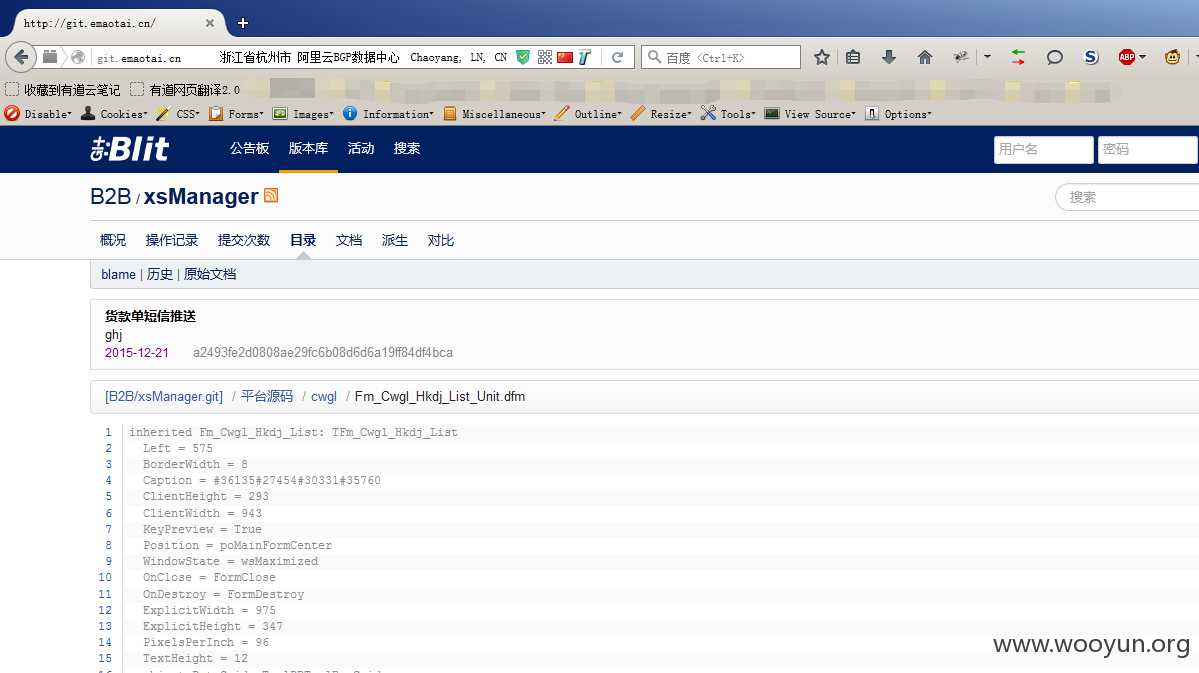 http://git.emaotai.cn/
git.emaotai.cn 浙江省杭州市 阿里云BGP数据中心 Chaoyang, LN, CN 百度 <Ctrl+K>
收藏到有道云笔记 有道网页翻译2.0
Disable Cookies CSS Forms Images Information Miscellaneous Outline Resize Tools View Source Options
Blit 公告板 版本库 活动 搜索 用户名 密码
B2B / xsManager 搜索
概况 操作记录 提交次数 目录 文档 派生 对比
blame | 历史 | 原始文档
货款单短信推送
ghj
2015-12-21 a2493fe2d0808ae29fc6b08d6d6a19ff84df4bca
[B2B/xsManager.git] / 平台源码 / cwgl / Fm_Cwgl_Hkdj_List_Unit.dfm
1 inherited Fm_Cwgl_Hkdj_List: TFm_Cwgl_Hkdj_List
2 Left = 575
3 BorderWidth = 8
4 Caption = #36135#27454#30331#35760
5 ClientHeight = 293
6 ClientWidth = 943
7 KeyPreview = True
8 Position = poMainFormCenter
9 WindowState = wsMaximized
10 OnClose = FormClose
11 OnDestroy = FormDestroy
12 ExplicitWidth = 975
13 ExplicitHeight = 347
14 PixelsPerInch = 96
15 TextHeight = 12
www.wooyun.org